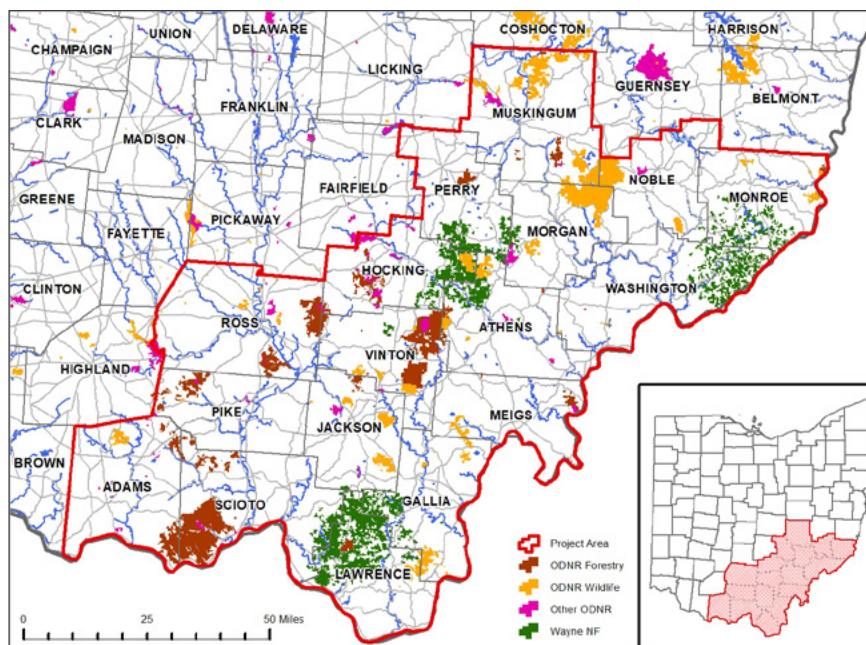 UNION
DELAWARE
COSHOCTON
HARRISON
CHAMPAIGN
LICKING
GUERNSEY
BELMONT
FRANKLIN
MUSKINGUM
CLARK
MADISON
FAIRFIELD
PERRY
NOBLE
MONROE
GREENE
PICKAWAY
FAYETTE
MORGAN
HOCKING
WASHINGTON
CLINTON
ROSS
ATHENS
VINTON
HIGHLAND
PIKE
MEIGS
JACKSON
BROWN
ADAMS
SCIOTO
GALLIA
LAWRENCE
Project Area
ODNR Forestry
ODNR Wildlife
Other ODNR
Wayne NF
0 25 50 Miles